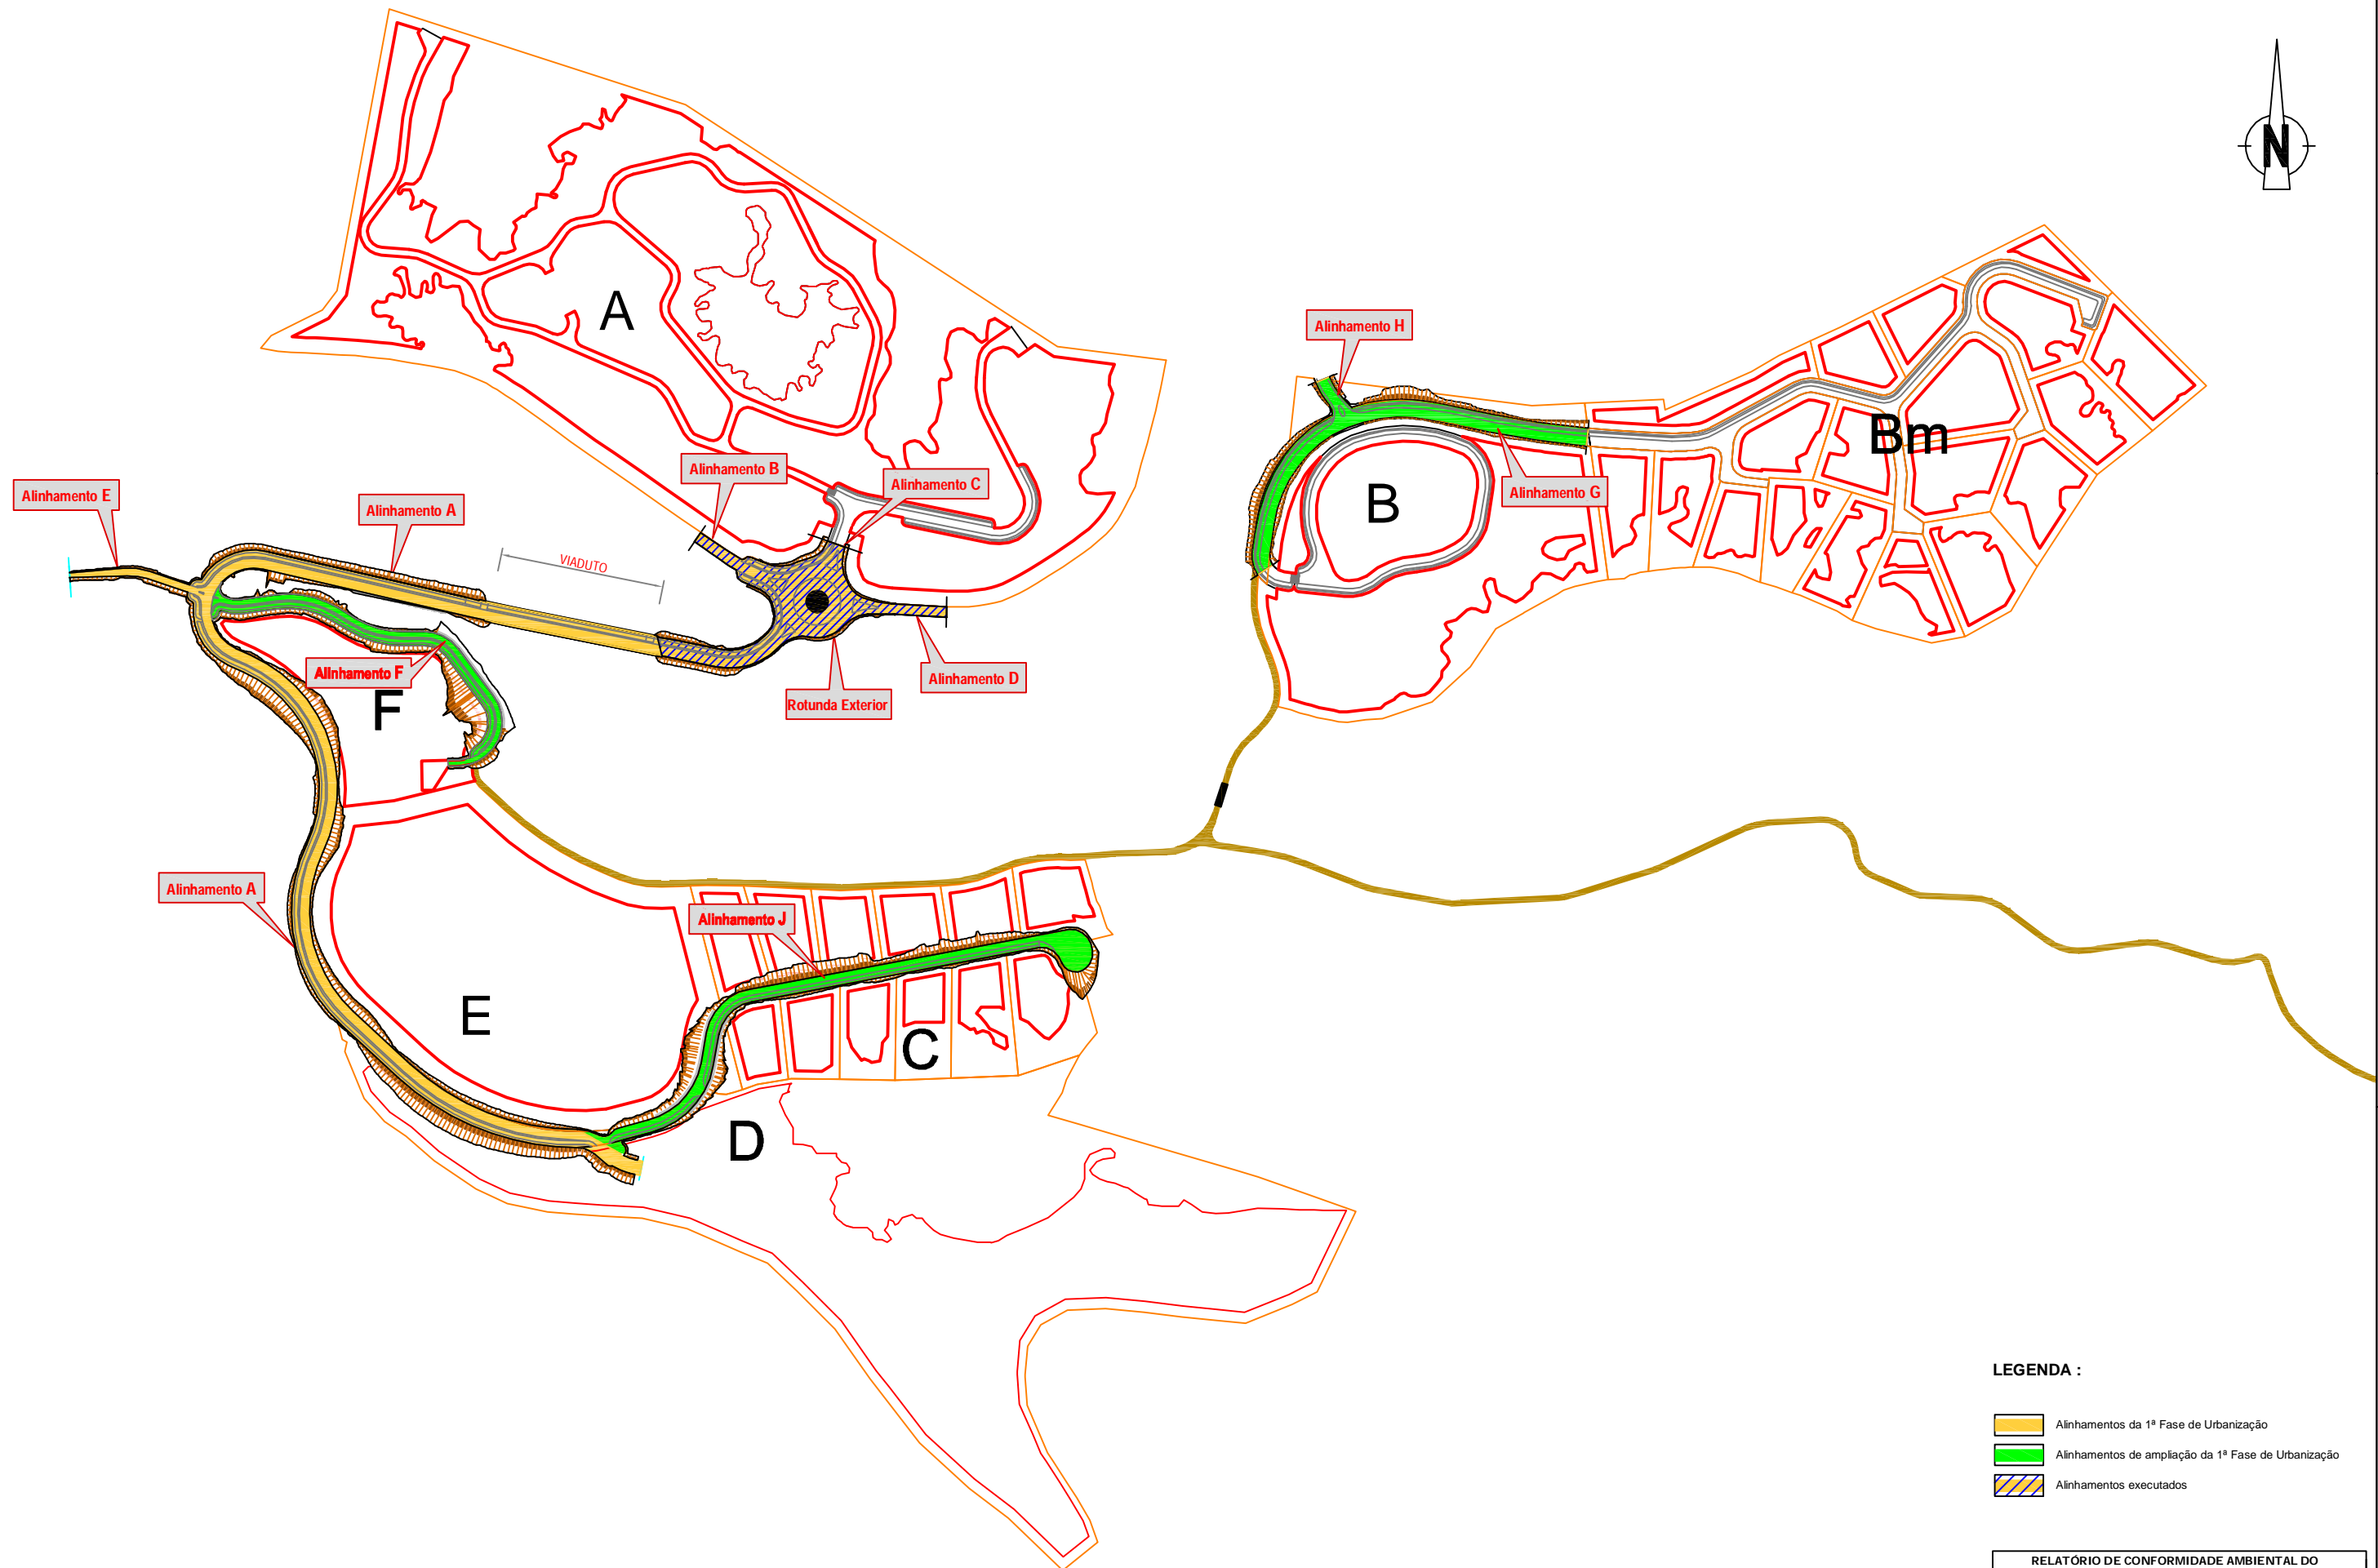 N
A
Alinhamento H
Bm
Alinhamento B
Alinhamento C
Alinhamento E
Alinhamento A
Alinhamento G
B
VIADUTO
Alinhamento F
Alinhamento D
F
Rotunda Exterior
Alinhamento A
Alinhamento J
E
C
D
LEGENDA :
Alinhamentos da 1ª Fase de Urbanização
Alinhamentos de ampliação da 1ª Fase de Urbanização
Alinhamentos executados
RELATÓRIO DE CONFORMIDADE AMBIENTAL DO